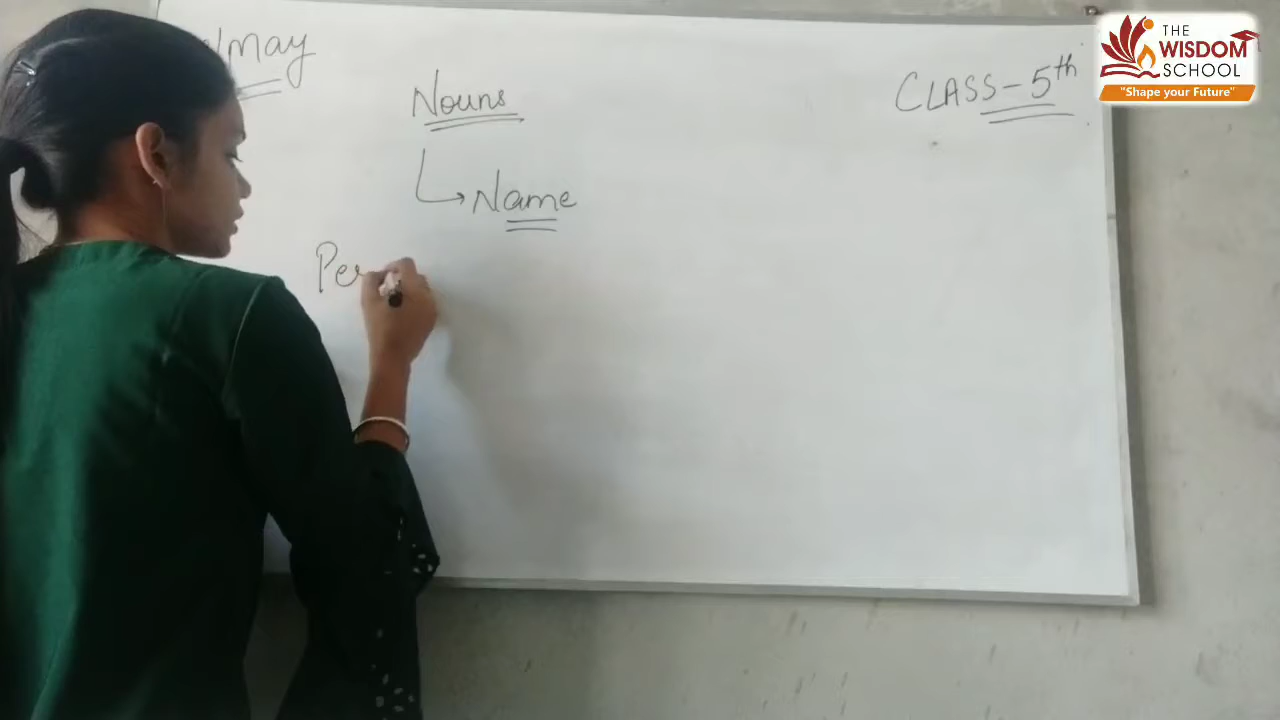 /May
Nouns
CLASS - 5th
Name
Per
THE
WISDOM
SCHOOL
"Shape your Future"